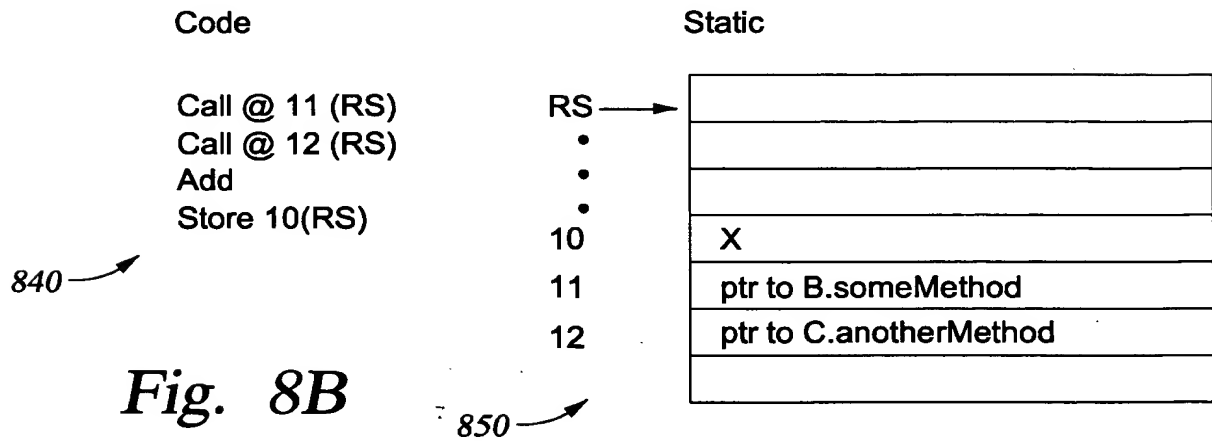 Code
Static
Call @ 11 (RS)
Call @ 12 (RS)
Add
Store 10(RS)
840
RS
10
X
11
ptr to B.someMethod
12
ptr to C.anotherMethod
Fig. 8B
850